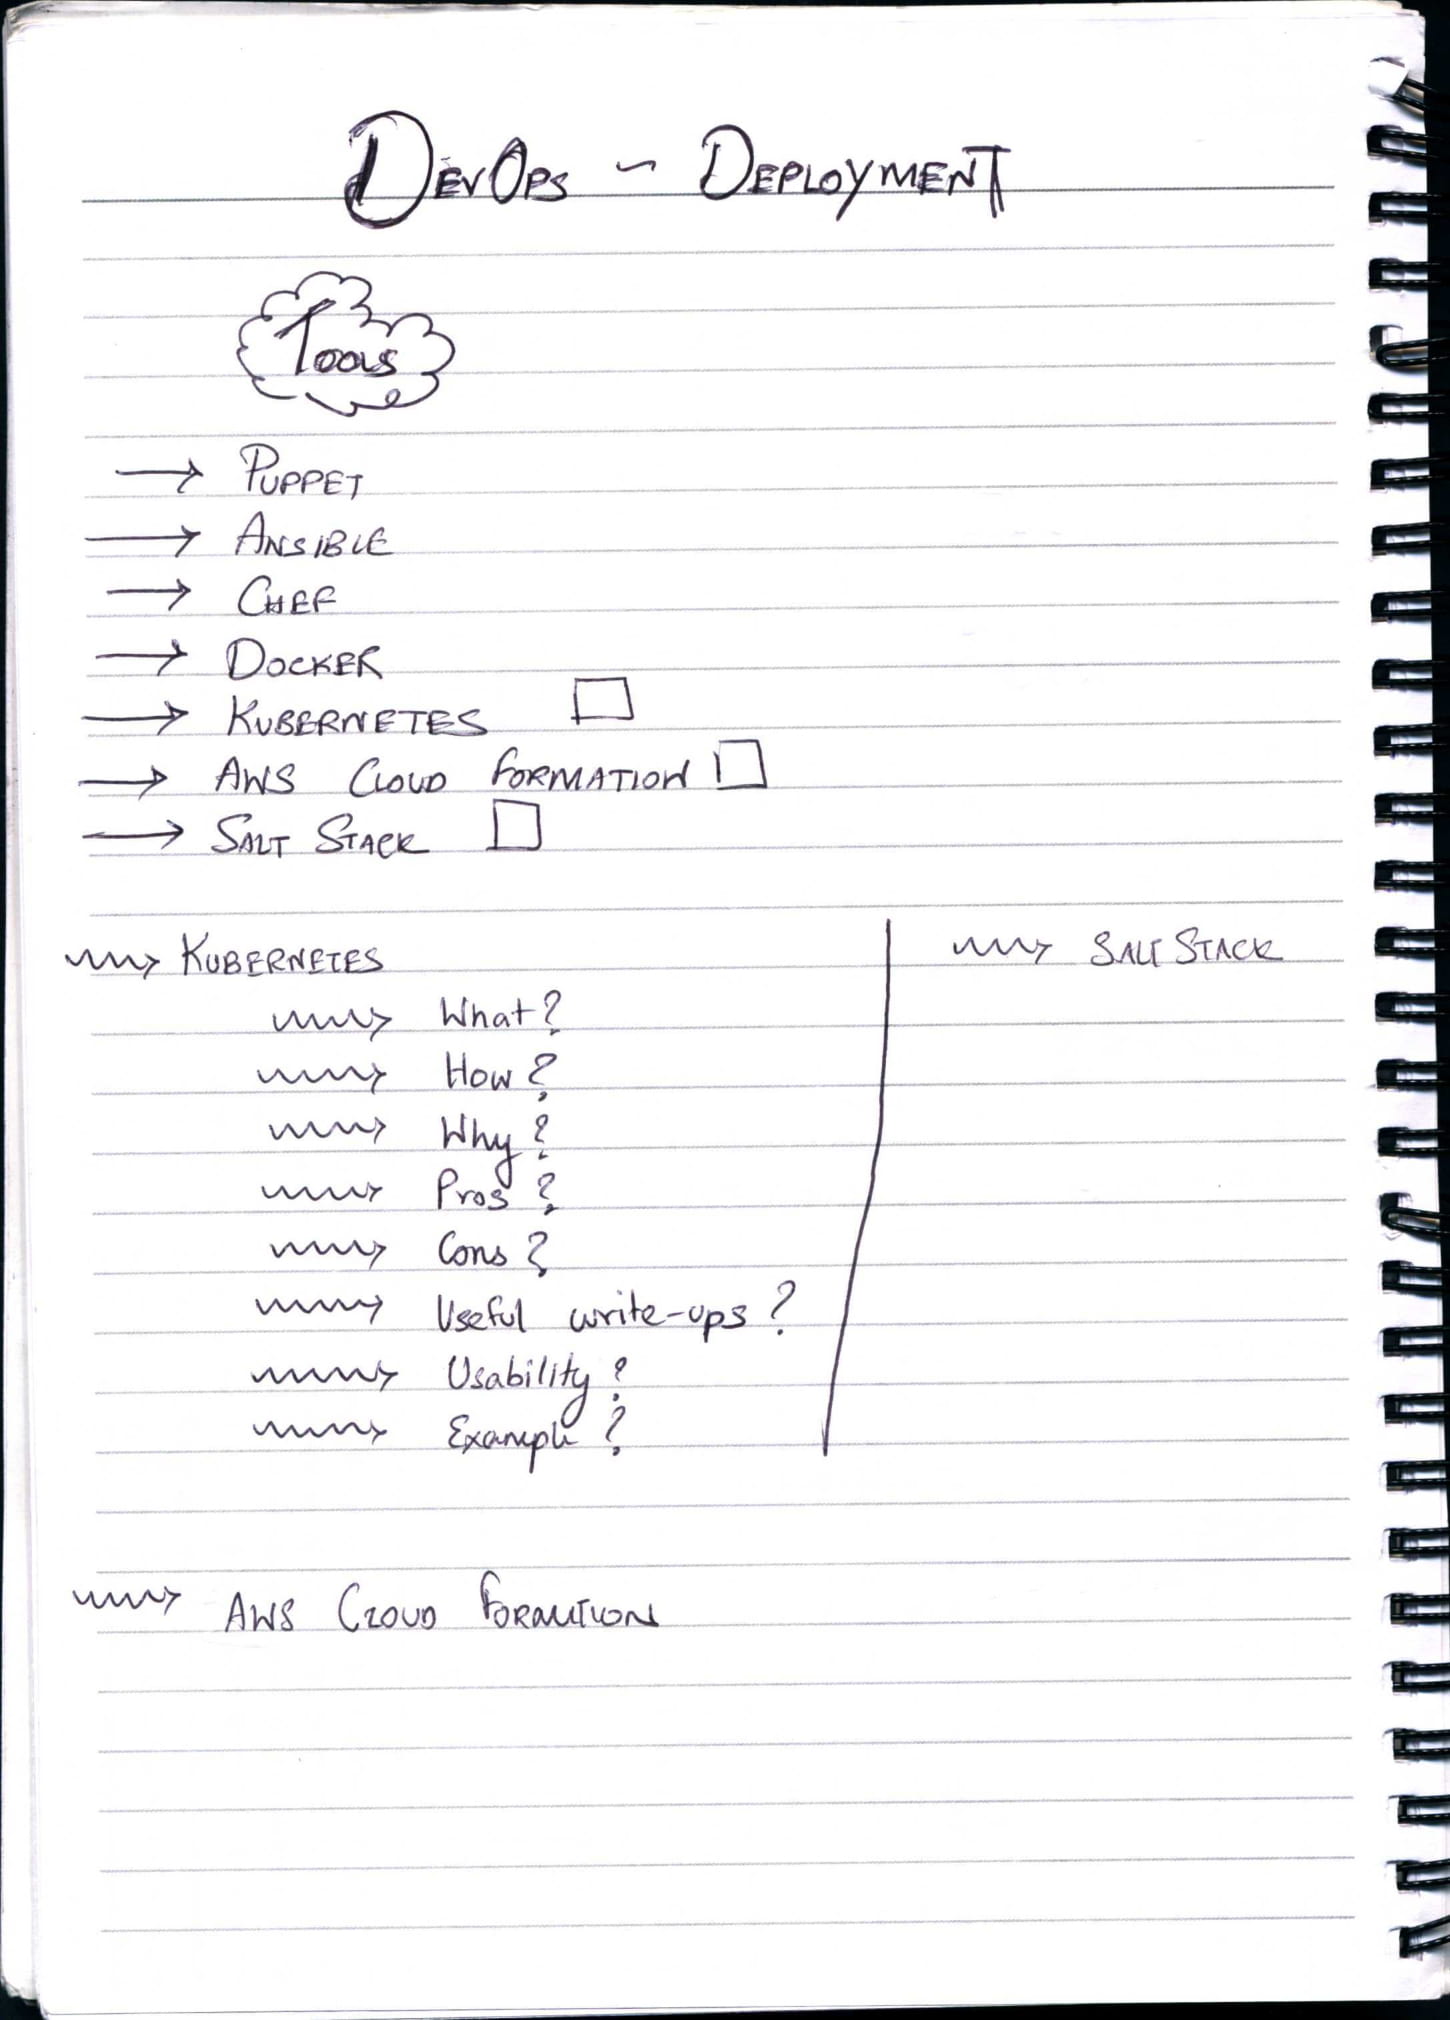 DevOps - Deployment
Tools
→ Puppet
→ Ansible
→ Chef
→ Docker
→ Kubernetes □
→ AWS Cloud Formation □
→ Salt Stack □
Kubernetes
What?
How?
Why?
Pros?
Cons?
Useful write-ups?
Usability?
Example?
Salt Stack
AWS Cloud Formation